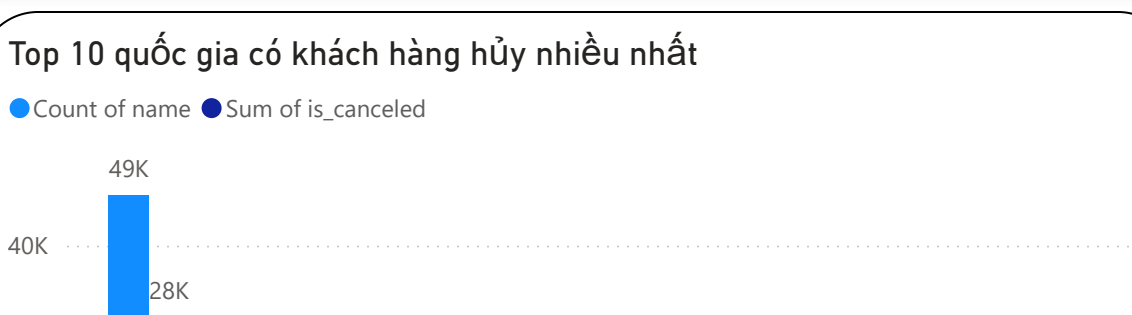 Top 10 quốc gia có khách hàng hủy nhiều nhất
Count of name Sum of is_canceled
49K
40K
28K